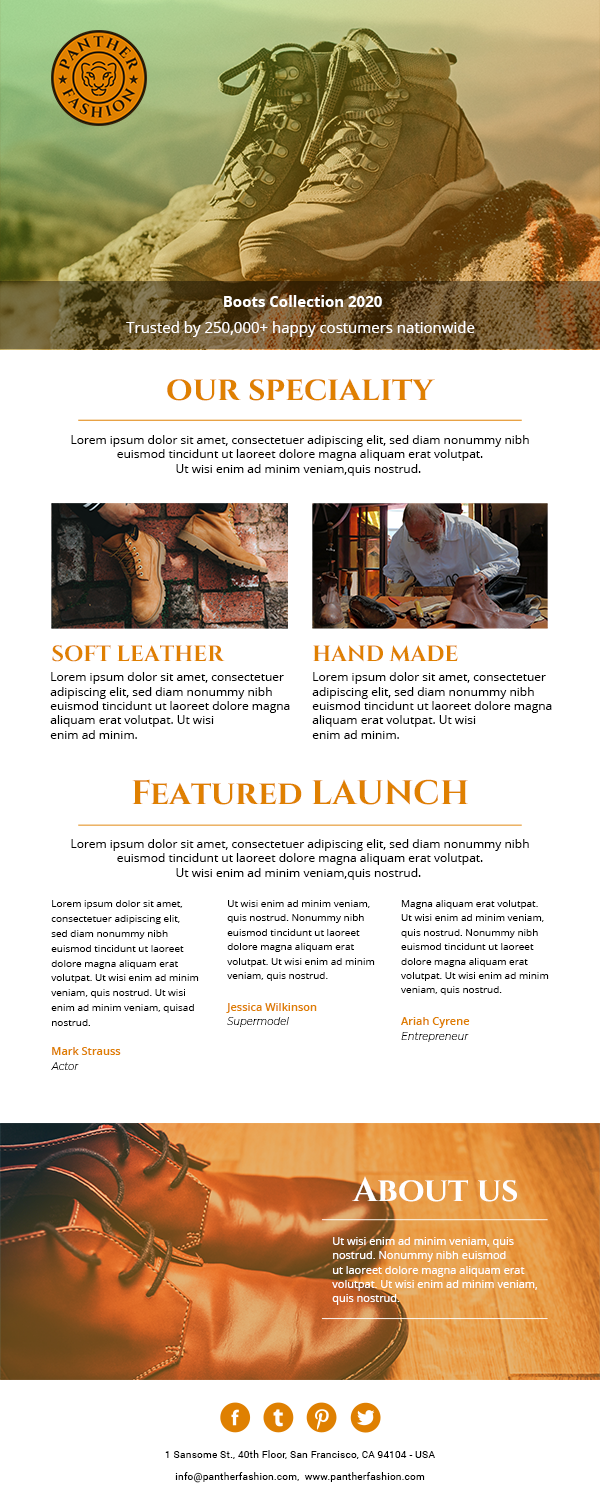 PANTHER
FASHION
Boots Collection 2020
Trusted by 250,000+ happy costumers nationwide
OUR SPECIALITY
Lorem ipsum dolor sit amet, consectetuer adipiscing elit, sed diam nonummy nibh
euismod tincidunt ut laoreet dolore magna aliquam erat volutpat.
Ut wisi enim ad minim veniam,quis nostrud.
SOFT LEATHER
Lorem ipsum dolor sit amet, consectetuer
adipiscing elit, sed diam nonummy nibh
euismod tincidunt ut laoreet dolore magna
aliquam erat volutpat. Ut wisi
enim ad minim.
HAND MADE
Lorem ipsum dolor sit amet, consectetuer
adipiscing elit, sed diam nonummy nibh
euismod tincidunt ut laoreet dolore magna
aliquam erat volutpat. Ut wisi
enim ad minim.
Featured LAUNCH
Lorem ipsum dolor sit amet, consectetuer adipiscing elit, sed diam nonummy nibh
euismod tincidunt ut laoreet dolore magna aliquam erat volutpat.
Ut wisi enim ad minim veniam,quis nostrud.
Lorem ipsum dolor sit amet,
consectetuer adipiscing elit,
sed diam nonummy nibh
euismod tincidunt ut laoreet
dolore magna aliquam erat
volutpat. Ut wisi enim ad minim
veniam, quis nostrud. Ut wisi
enim ad minim veniam, quisad
nostrud.
Mark Strauss
Actor
Ut wisi enim ad minim veniam,
quis nostrud. Nonummy nibh
euismod tincidunt ut laoreet
dolore magna aliquam erat
volutpat. Ut wisi enim ad minim
veniam, quis nostrud.
Jessica Wilkinson
Supermodel
Magna aliquam erat volutpat.
Ut wisi enim ad minim veniam,
quis nostrud. Nonummy nibh
euismod tincidunt ut laoreet
dolore magna aliquam erat
volutpat. Ut wisi enim ad minim
veniam, quis nostrud.
Ariah Cyrene
Entrepreneur
About us
Ut wisi enim ad minim veniam, quis
nostrud. Nonummy nibh euismod
ut laoreet dolore magna aliquam erat
volutpat. Ut wisi enim ad minim veniam,
quis nostrud.
1 Sansome St., 40th Floor, San Francisco, CA 94104 - USA
info@pantherfashion.com, www.pantherfashion.com